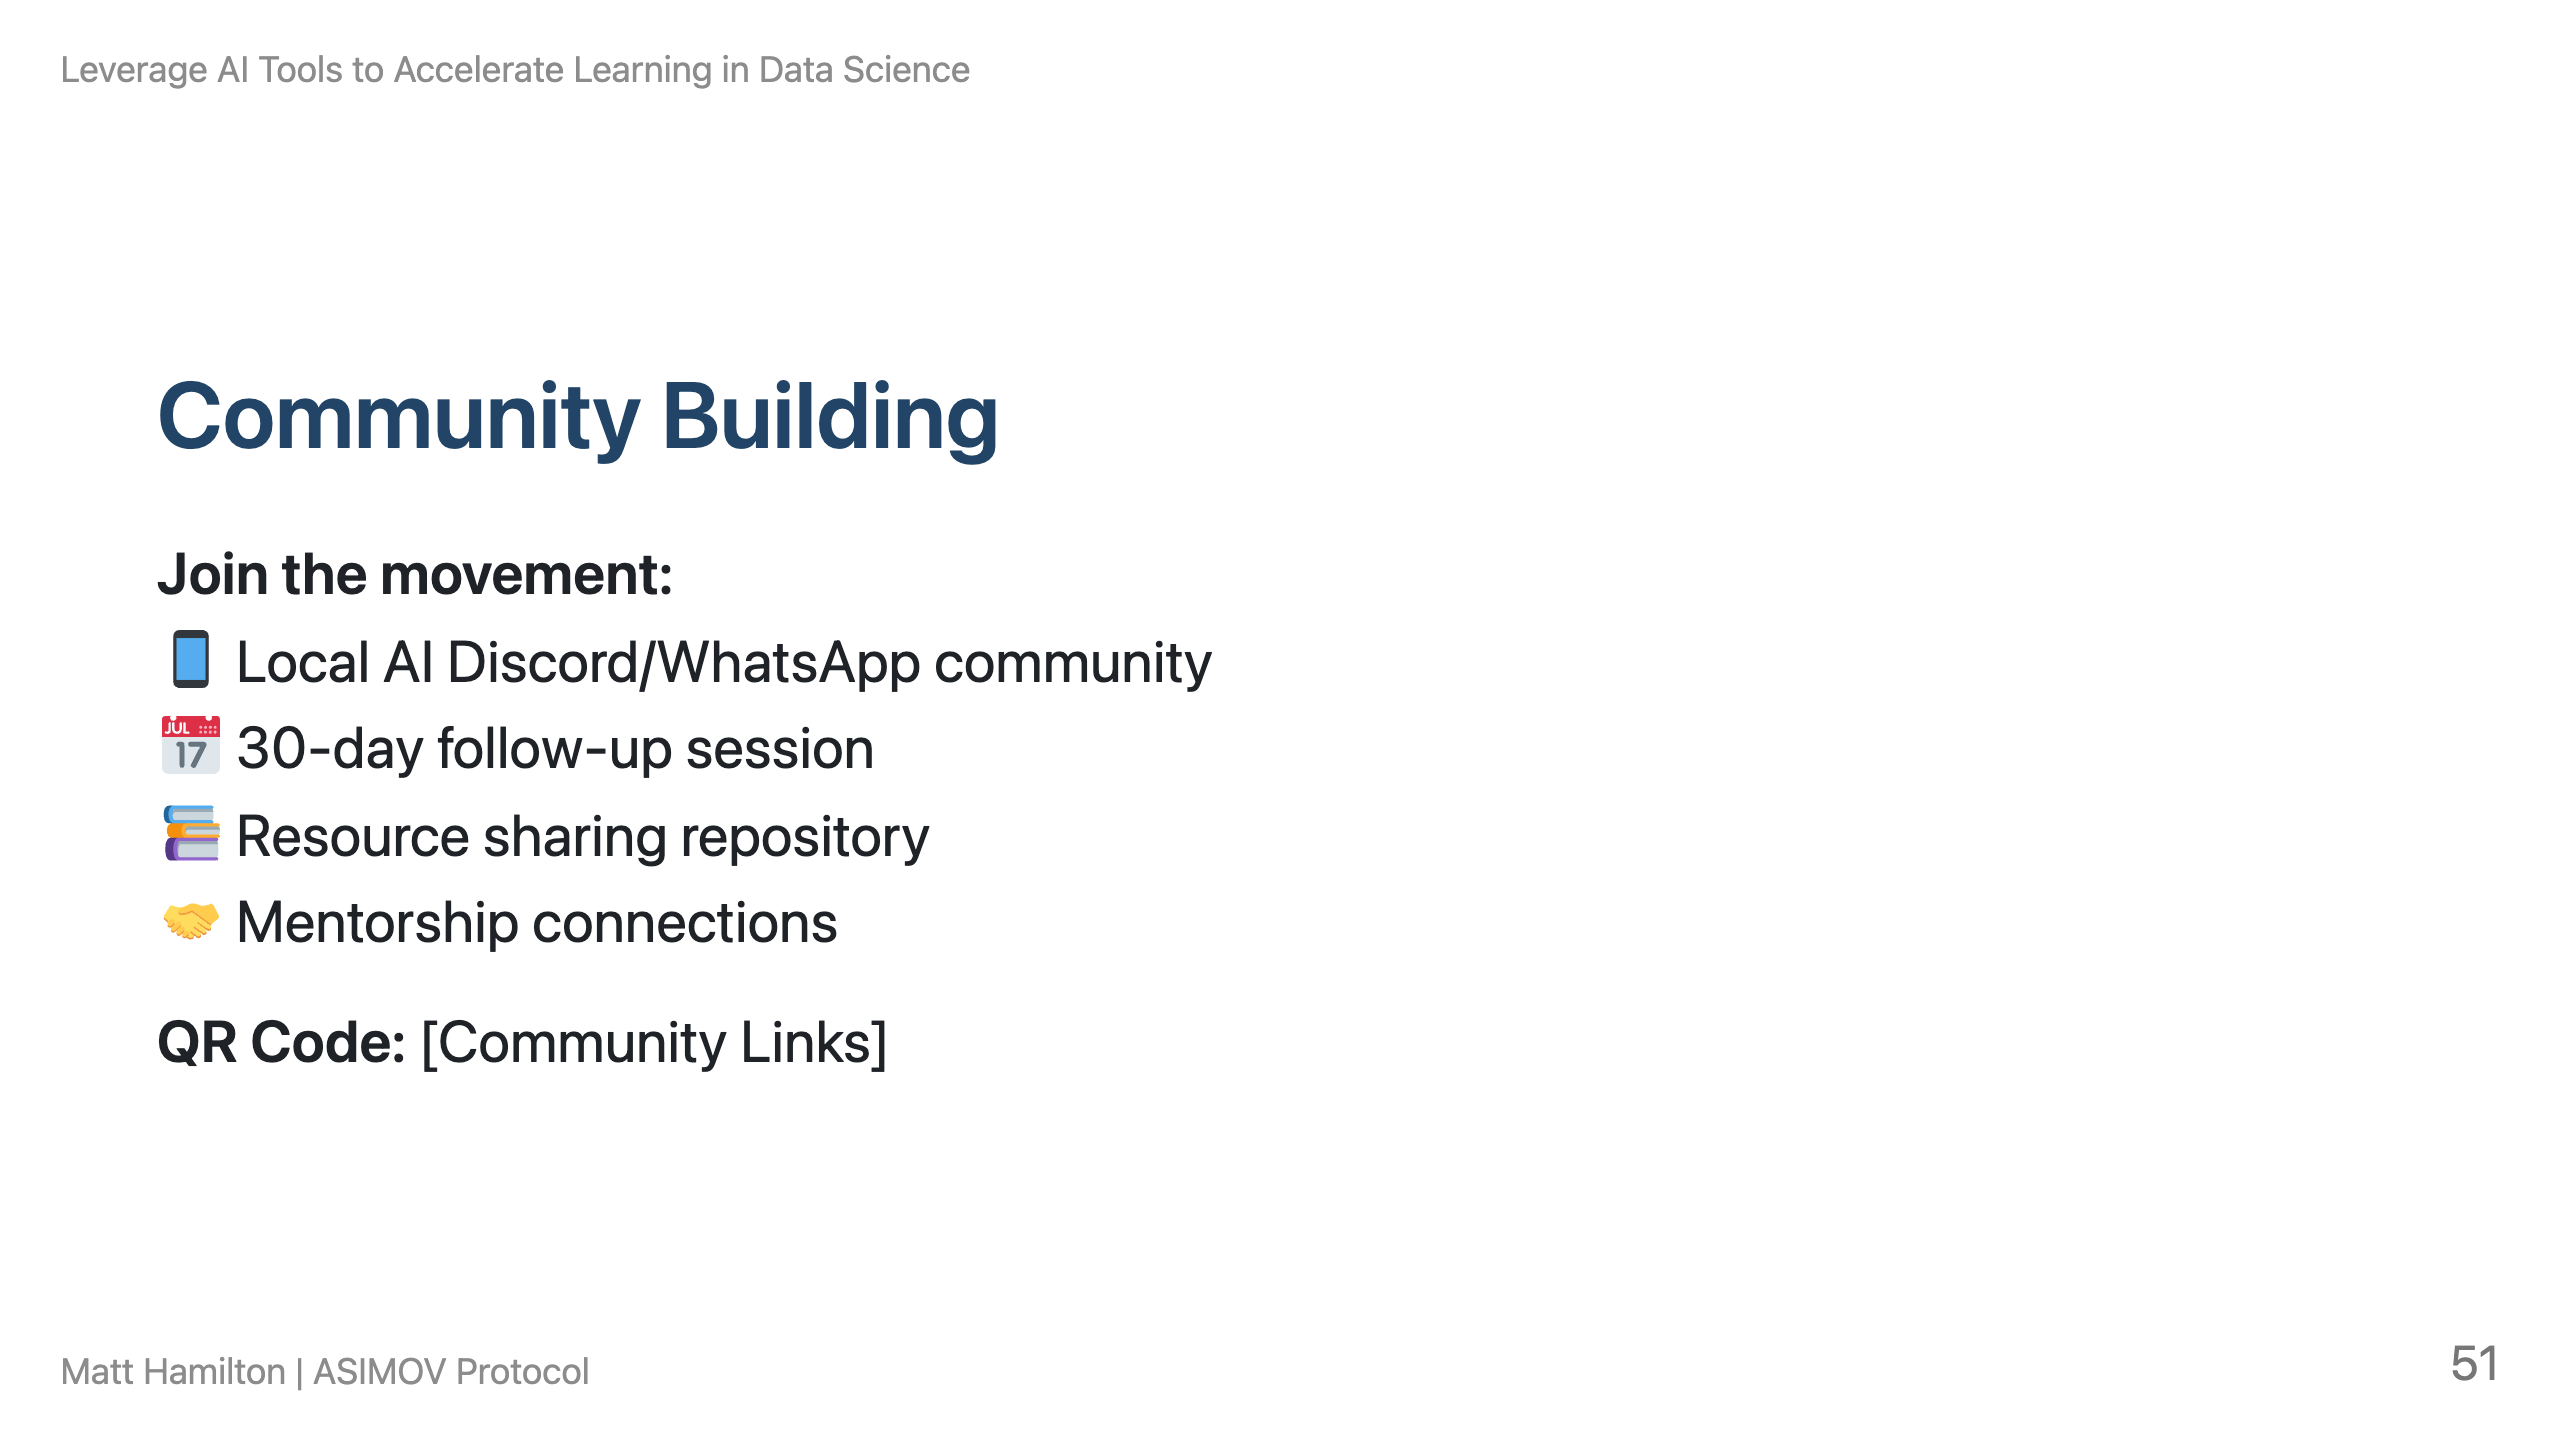 Leverage AI Tools to Accelerate Learning in Data Science
Community Building
Join the movement:
📱 Local AI Discord/WhatsApp community
📅 30-day follow-up session
📚 Resource sharing repository
🤝 Mentorship connections
QR Code: [Community Links]
Matt Hamilton | ASIMOV Protocol
51